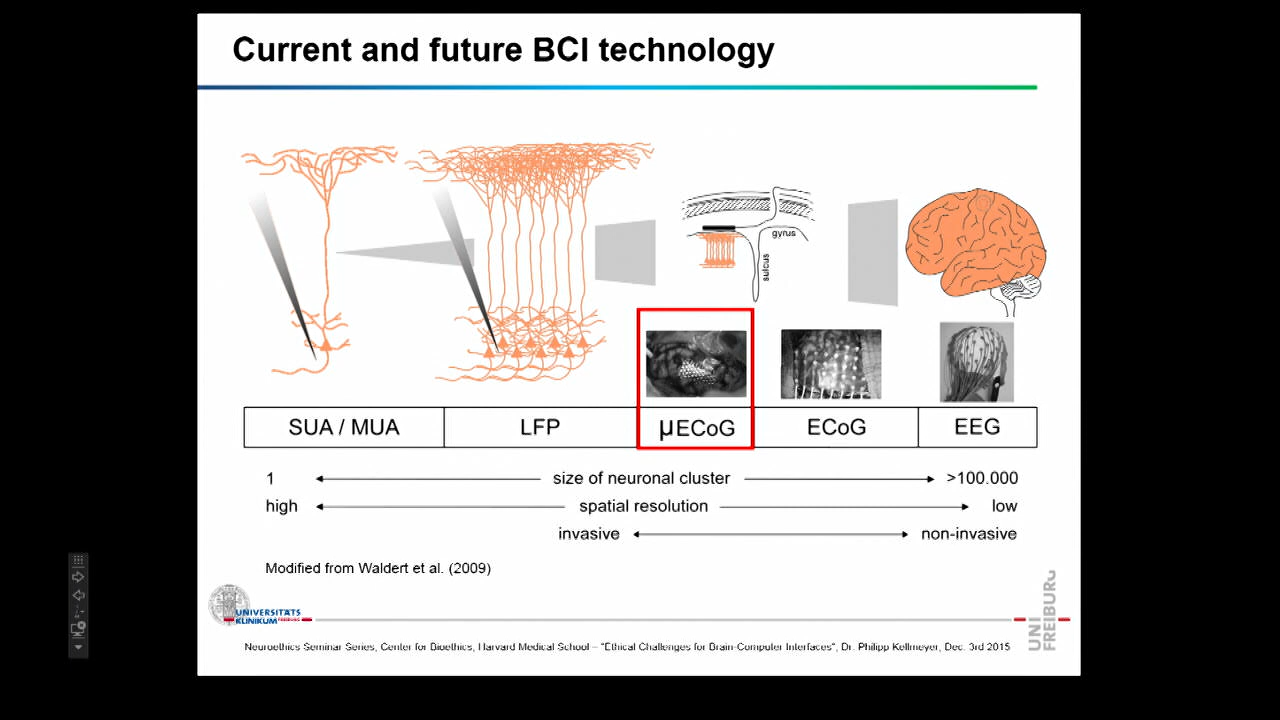 Current and future BCI technology
gyrus
sulcus
SUA / MUA
LFP
µECoG
ECoG
EEG
1
size of neuronal cluster
>100.000
high
spatial resolution
low
invasive
non-invasive
Modified from Waldert et al. (2009)
UNIVERSITÄTS
KLINIKUM FREIBURG
UNI
FREIBURG
Neuroethics Seminar Series, Center for Bioethics, Harvard Medical School – "Ethical Challenges for Brain-Computer Interfaces", Dr. Philipp Kellmeyer, Dec. 3rd 2015